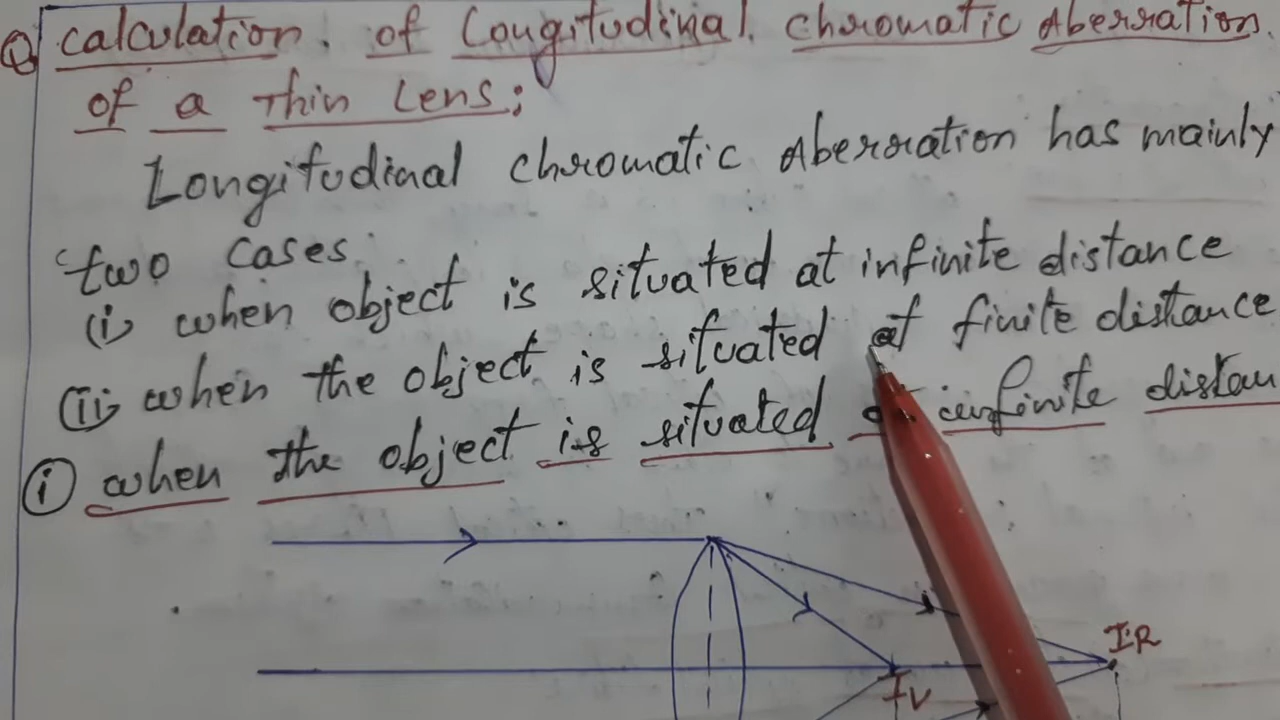 Q Calculation. of Longitudinal chromatic Aberration.
of a Thin Lens:
Longitudinal chromatic Aberration has mainly
two cases.
(i) when object is situated at infinite distance
(ii) when the object is situated at finite distance
(i) when the object is situated at infinite distan
IR
IV